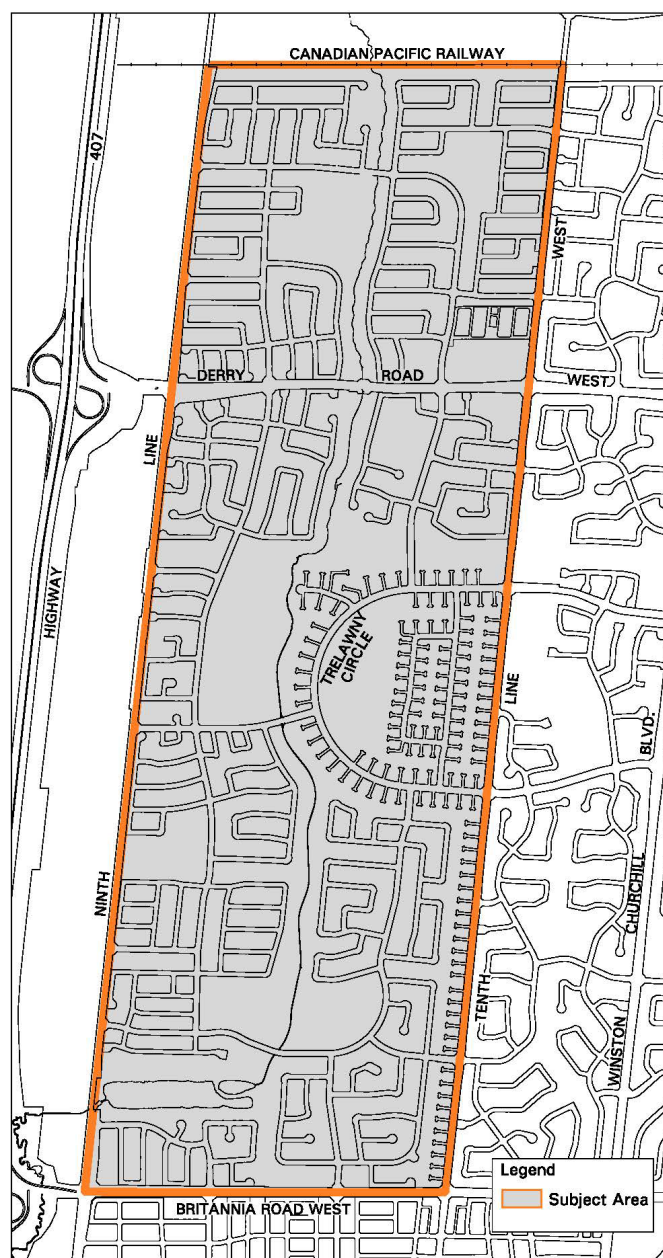 CANADIAN PACIFIC RAILWAY
407
WEST
DERRY
ROAD
WEST
LINE
HIGHWAY
TRELAWNY
CIRCLE
LINE
BLVD.
CHURCHILL
NINTH
TENTH
WINSTON
Legend
Subject Area
BRITANNIA ROAD WEST